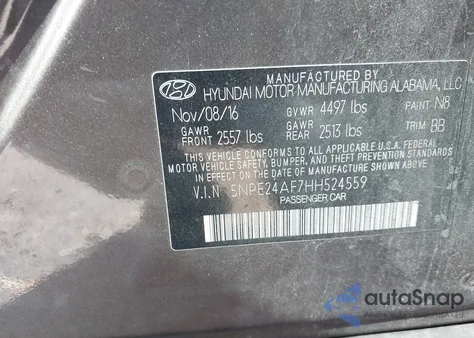 MANUFACTURED BY
HYUNDAI MOTOR MANUFACTURING ALABAMA, LLC
Nov/08/16 GVWR 4497 lbs PAINT N8
GAWR FRONT 2557 lbs GAWR REAR 2513 lbs TRIM BB
THIS VEHICLE CONFORMS TO ALL APPLICABLE U.S.A. FEDERAL
MOTOR VEHICLE SAFETY, BUMPER, AND THEFT PREVENTION STANDARDS
IN EFFECT ON THE DATE OF MANUFACTURE SHOWN ABOVE.
V.I.N 5NPE24AF7HH524559
PASSENGER CAR
autoSnap